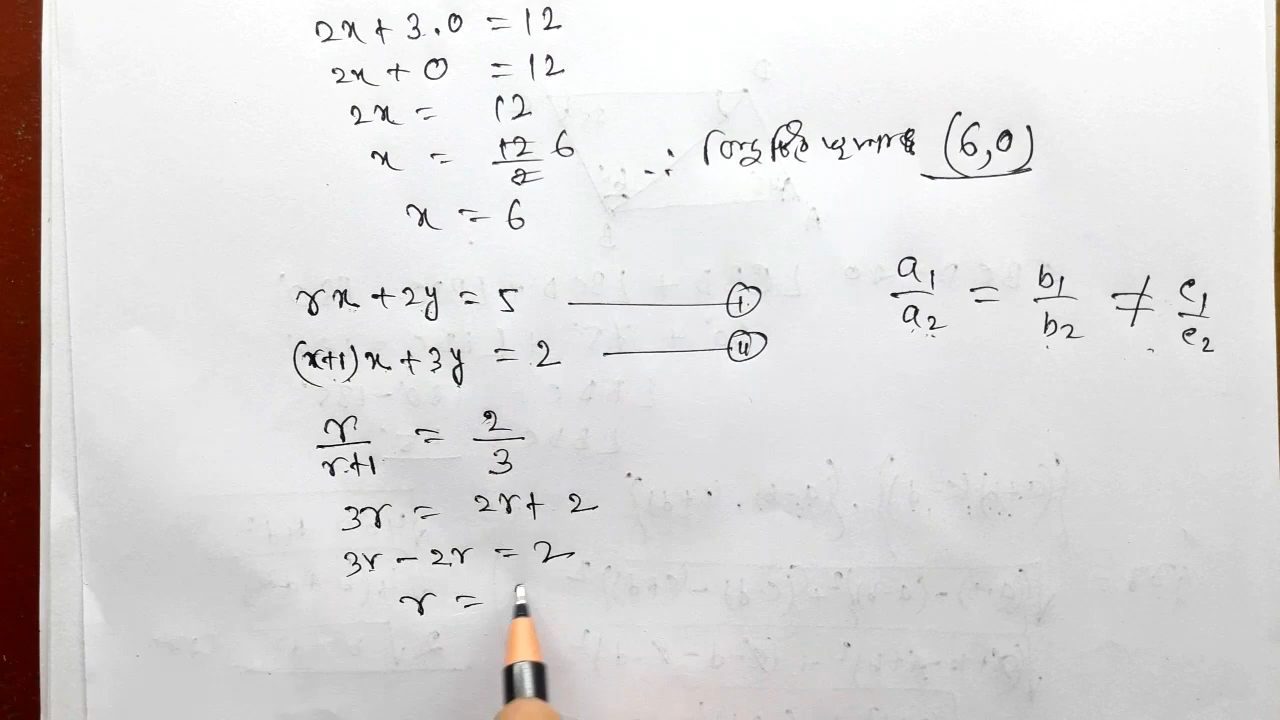 2x + 3.0 = 12
2x + 0 = 12
2x = 12
x = 12/2 6
∴ (6,0)
x = 6
rx + 2y = 5 ——— (i)
(r+1)x + 3y = 2 ——— (ii)
a₁/a₂ = b₁/b₂ ≠ c₁/c₂
r/r+1 = 2/3
3r = 2r + 2
3r - 2r = 2
r =